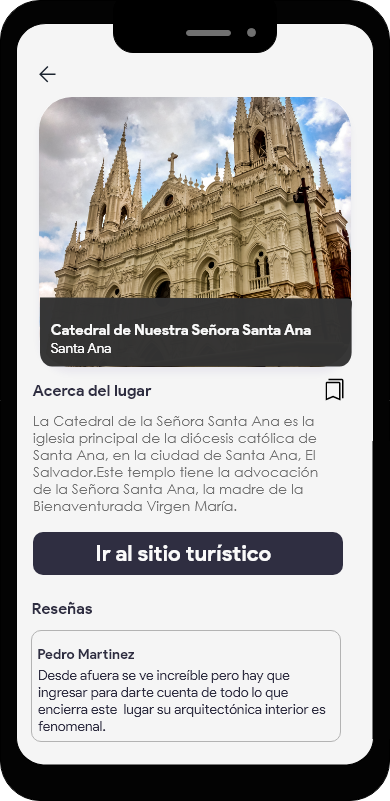 Catedral de Nuestra Señora Santa Ana
Santa Ana
Acerca del lugar
La Catedral de la Señora Santa Ana es la
iglesia principal de la diócesis católica de
Santa Ana, en la ciudad de Santa Ana, El
Salvador.Este templo tiene la advocación
de la Señora Santa Ana, la madre de la
Bienaventurada Virgen María.
Ir al sitio turístico
Reseñas
Pedro Martinez
Desde afuera se ve increíble pero hay que
ingresar para darte cuenta de todo lo que
encierra este  lugar su arquitectónica interior es
fenomenal.